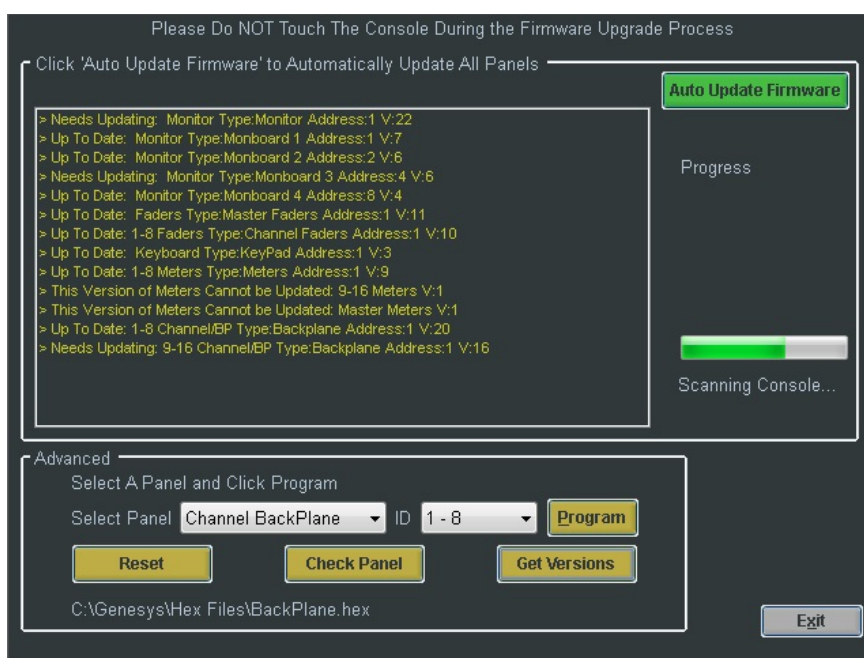 Please Do NOT Touch The Console During the Firmware Upgrade Process
Click 'Auto Update Firmware' to Automatically Update All Panels
Auto Update Firmware
> Needs Updating:  Monitor Type:Monitor Address:1 V:22
> Up To Date:  Monitor Type:Monboard 1 Address:1 V:7
> Up To Date:  Monitor Type:Monboard 2 Address:2 V:6
> Needs Updating:  Monitor Type:Monboard 3 Address:4 V:6
> Up To Date:  Monitor Type:Monboard 4 Address:8 V:4
> Up To Date:  Faders Type:Master Faders Address:1 V:11
> Up To Date: 1-8 Faders Type:Channel Faders Address:1 V:10
> Up To Date:  Keyboard Type:KeyPad Address:1 V:3
> Up To Date: 1-8 Meters Type:Meters Address:1 V:9
> This Version of Meters Cannot be Updated: 9-16 Meters V:1
> This Version of Meters Cannot be Updated: Master Meters V:1
> Up To Date: 1-8 Channel/BP Type:Backplane Address:1 V:20
> Needs Updating: 9-16 Channel/BP Type:Backplane Address:1 V:16
Progress
Scanning Console...
Advanced
Select A Panel and Click Program
Select Panel Channel BackPlane ID 1 - 8 Program
Reset Check Panel Get Versions
C:\Genesys\Hex Files\BackPlane.hex
Exit